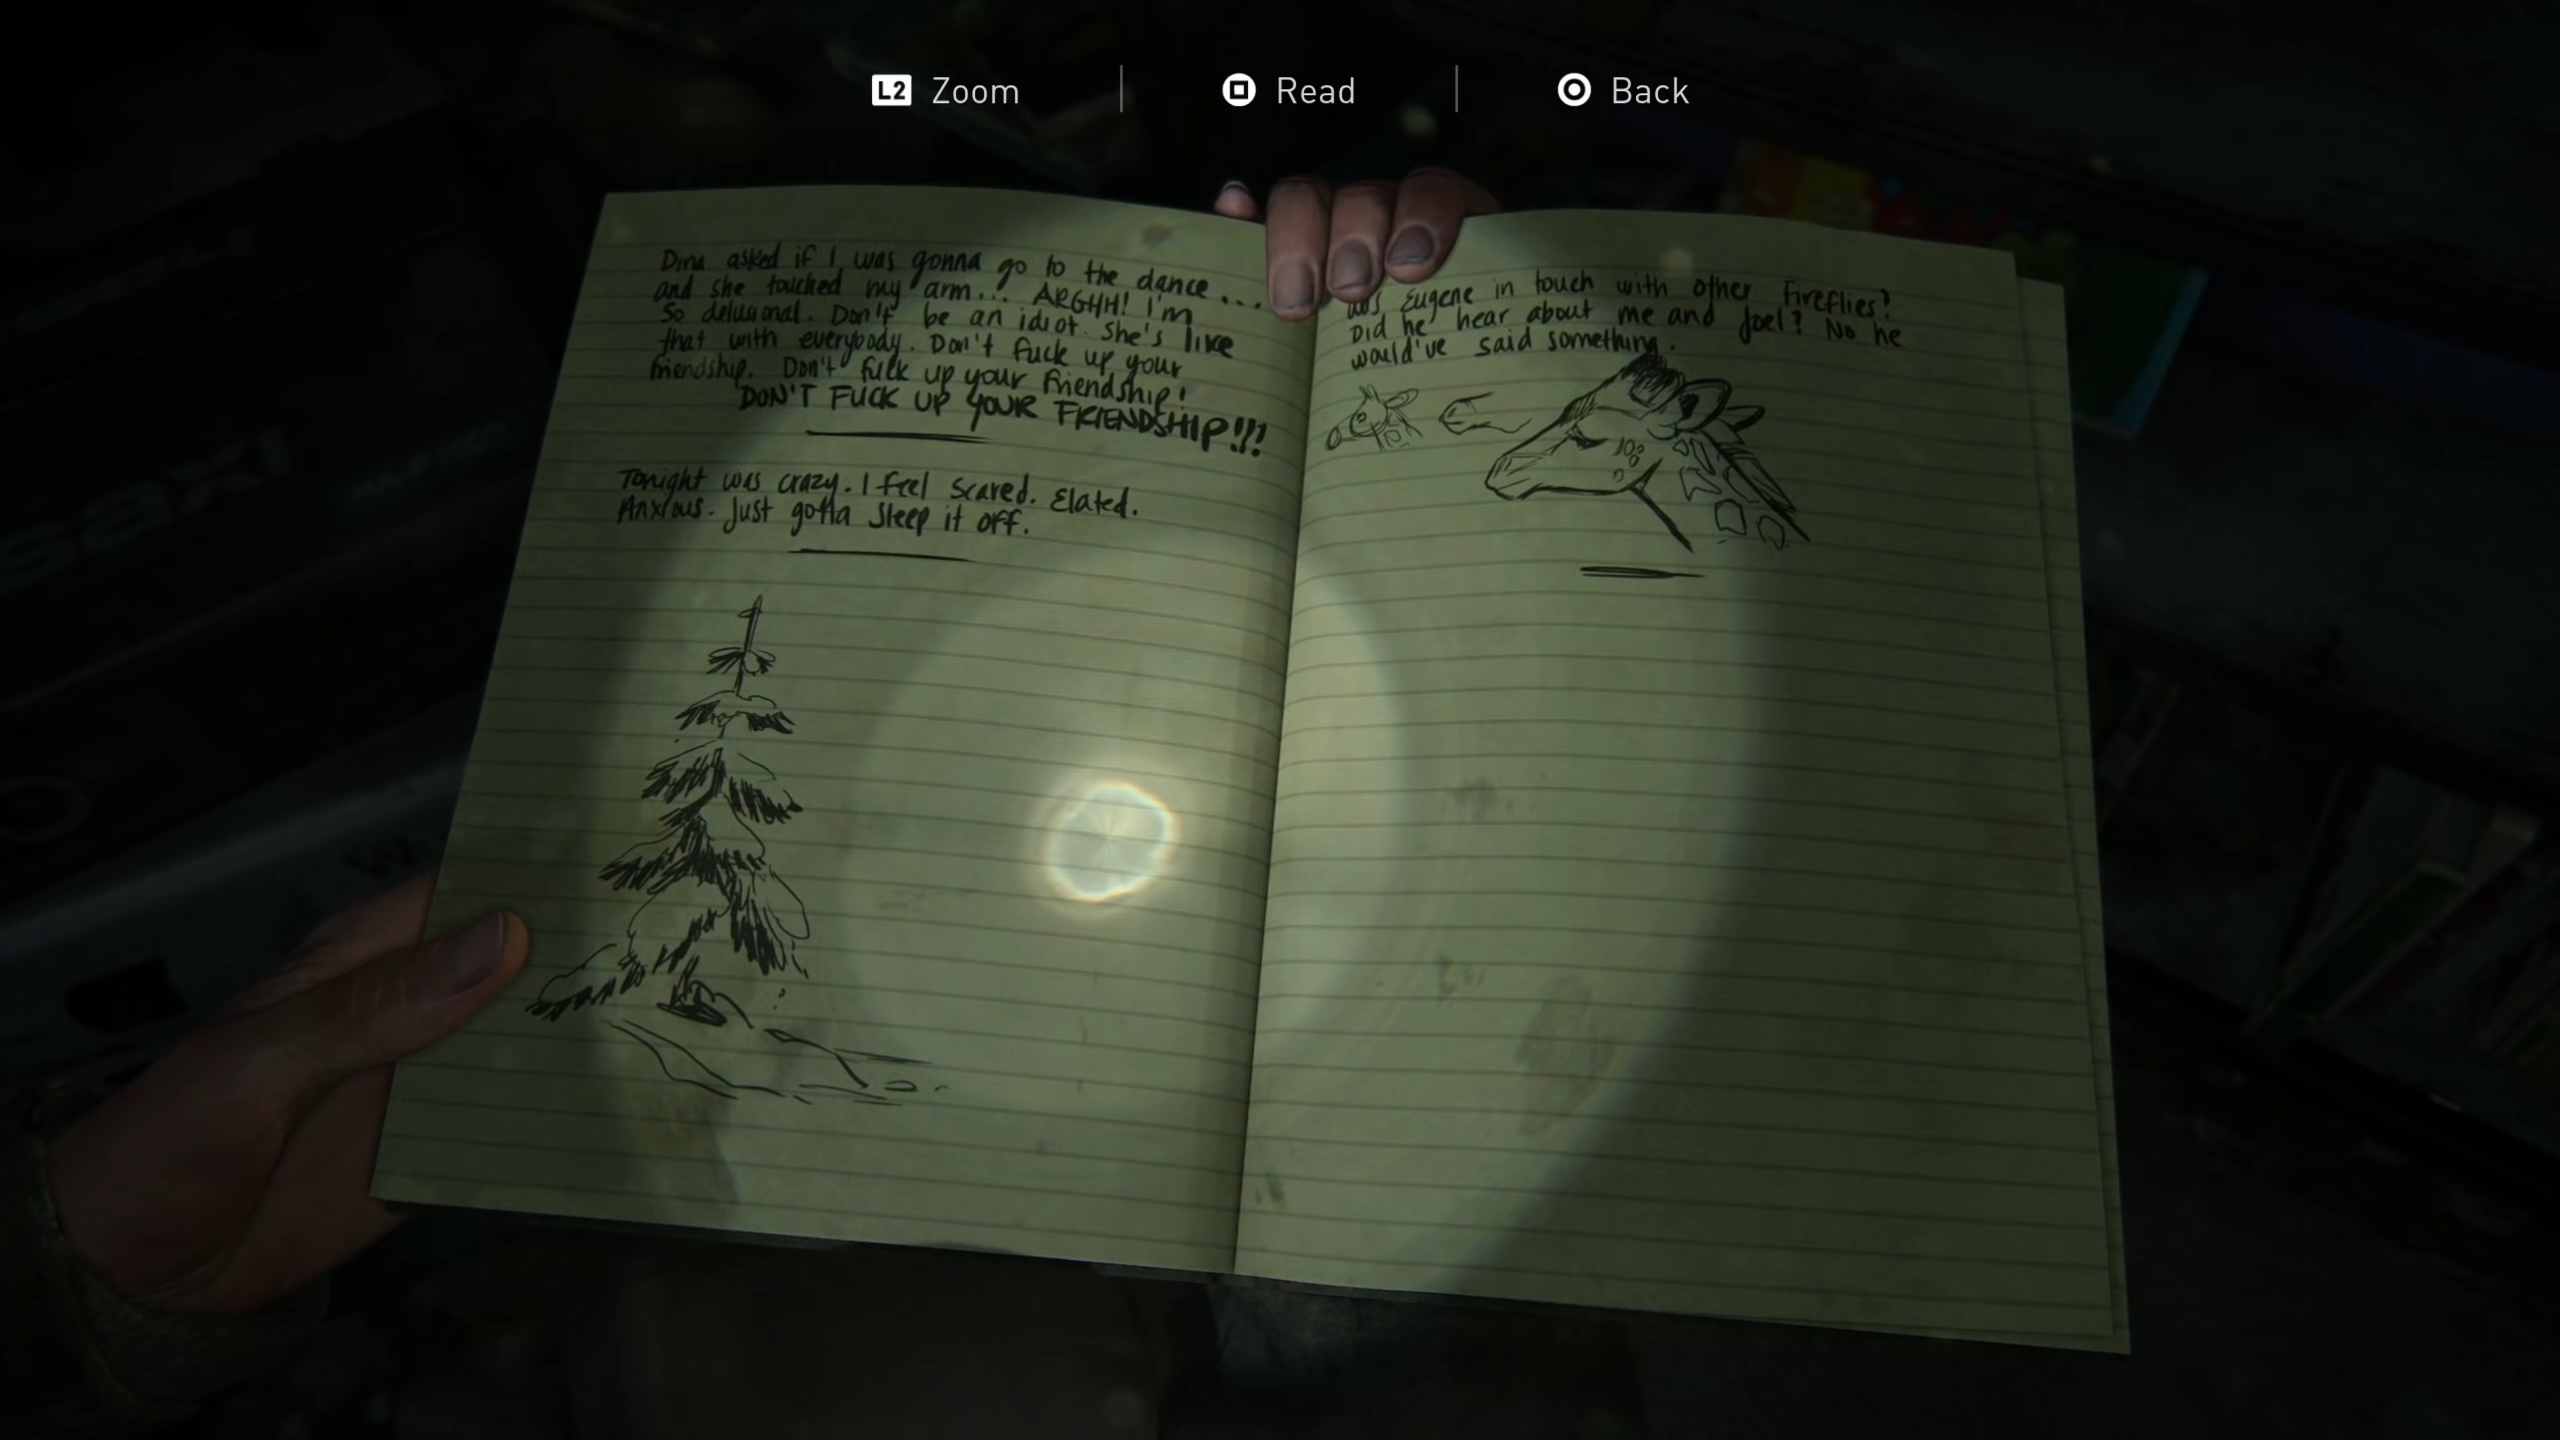 L2 Zoom
Read
Back
Dina asked if I was gonna go to the dance...
and she touched my arm... ARGHH! I'm
So delusional. Don't be an idiot. She's like
that with everybody. Don't fuck up your
friendship. Don't fuck up your friendship!
DON'T FUCK UP YOUR FRIENDSHIP!!!
Tonight was crazy. I feel scared. Elated.
Anxious. Just gotta sleep it off.
Was Eugene in touch with other Fireflies?
Did he hear about me and Joel? No he
would've said something.